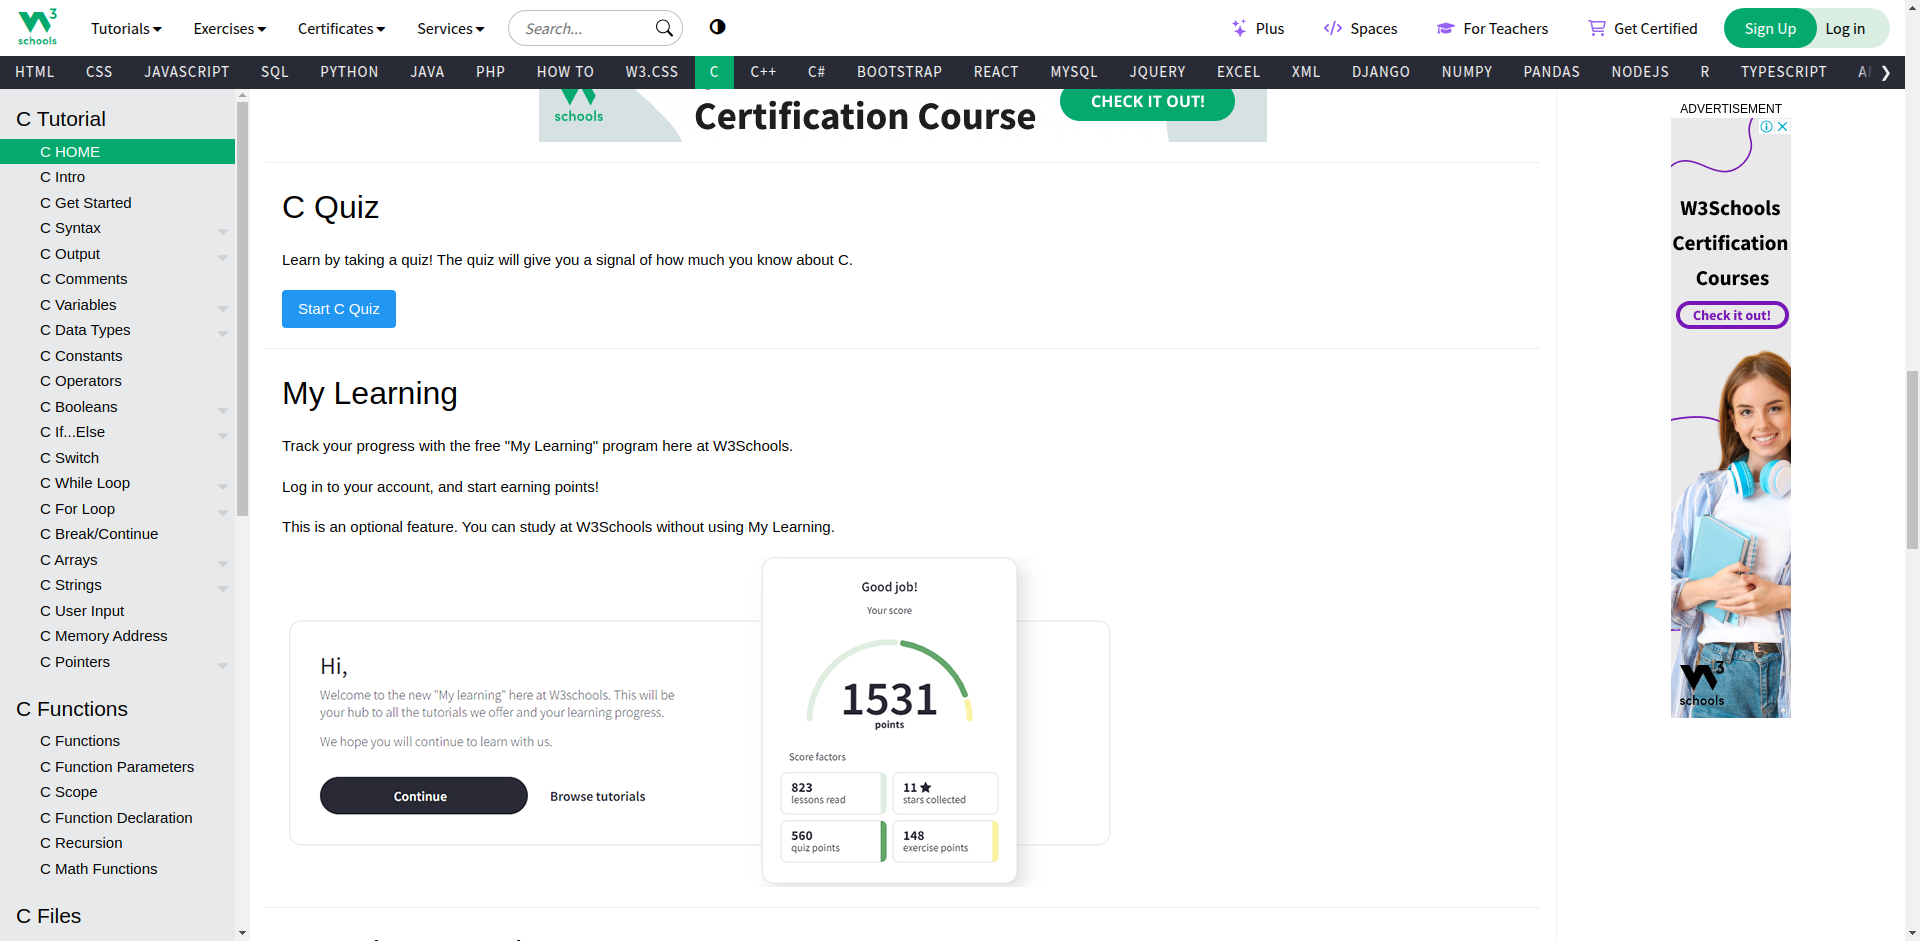 W3 schools
Tutorials Exercises Certificates Services Search... Plus Spaces For Teachers Get Certified Sign Up Log in
HTML CSS JAVASCRIPT SQL PYTHON JAVA PHP HOW TO W3.CSS C C++ C# BOOTSTRAP REACT MYSQL JQUERY EXCEL XML DJANGO NUMPY PANDAS NODEJS R TYPESCRIPT
C Tutorial
C HOME
C Intro
C Get Started
C Syntax
C Output
C Comments
C Variables
C Data Types
C Constants
C Operators
C Booleans
C If...Else
C Switch
C While Loop
C For Loop
C Break/Continue
C Arrays
C Strings
C User Input
C Memory Address
C Pointers
C Functions
C Functions
C Function Parameters
C Scope
C Function Declaration
C Recursion
C Math Functions
C Files
schools
Certification Course
CHECK IT OUT!
C Quiz
Learn by taking a quiz! The quiz will give you a signal of how much you know about C.
Start C Quiz
My Learning
Track your progress with the free "My Learning" program here at W3Schools.
Log in to your account, and start earning points!
This is an optional feature. You can study at W3Schools without using My Learning.
Hi,
Welcome to the new "My learning" here at W3schools. This will be
your hub to all the tutorials we offer and your learning progress.
We hope you will continue to learn with us.
Continue Browse tutorials
Good job!
Your score
1531
points
Score factors
823
lessons read
11 ★
stars collected
560
quiz points
148
exercise points
ADVERTISEMENT
W3Schools
Certification
Courses
Check it out!
W3
schools